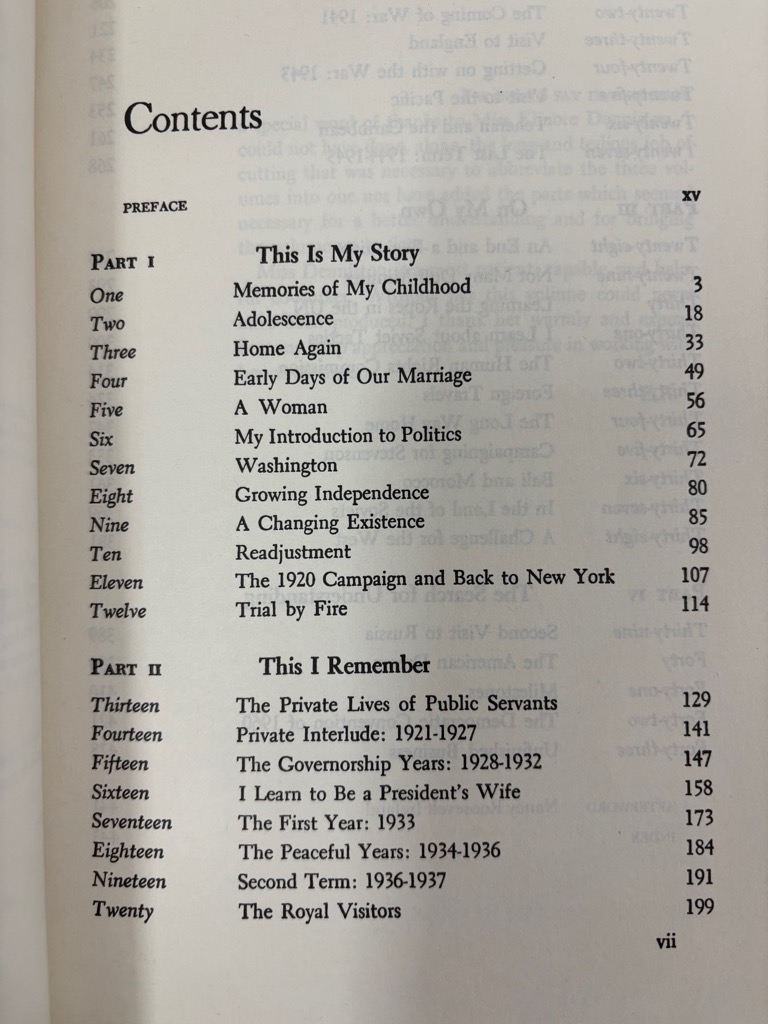 Contents
PREFACE xv
PART I This Is My Story
One Memories of My Childhood 3
Two Adolescence 18
Three Home Again 33
Four Early Days of Our Marriage 49
Five A Woman 56
Six My Introduction to Politics 65
Seven Washington 72
Eight Growing Independence 80
Nine A Changing Existence 85
Ten Readjustment 98
Eleven The 1920 Campaign and Back to New York 107
Twelve Trial by Fire 114
PART II This I Remember
Thirteen The Private Lives of Public Servants 129
Fourteen Private Interlude: 1921-1927 141
Fifteen The Governorship Years: 1928-1932 147
Sixteen I Learn to Be a President's Wife 158
Seventeen The First Year: 1933 173
Eighteen The Peaceful Years: 1934-1936 184
Nineteen Second Term: 1936-1937 191
Twenty The Royal Visitors 199
vii